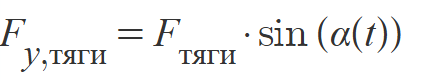 F_{y,тяги} = F_{тяги} · sin (α(t))